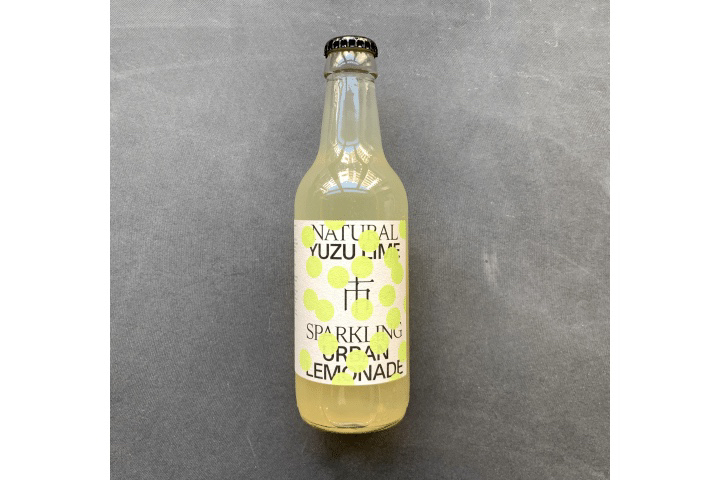 NATURAL
YUZU LIME
市
SPARKLING
URBAN
LEMONADE